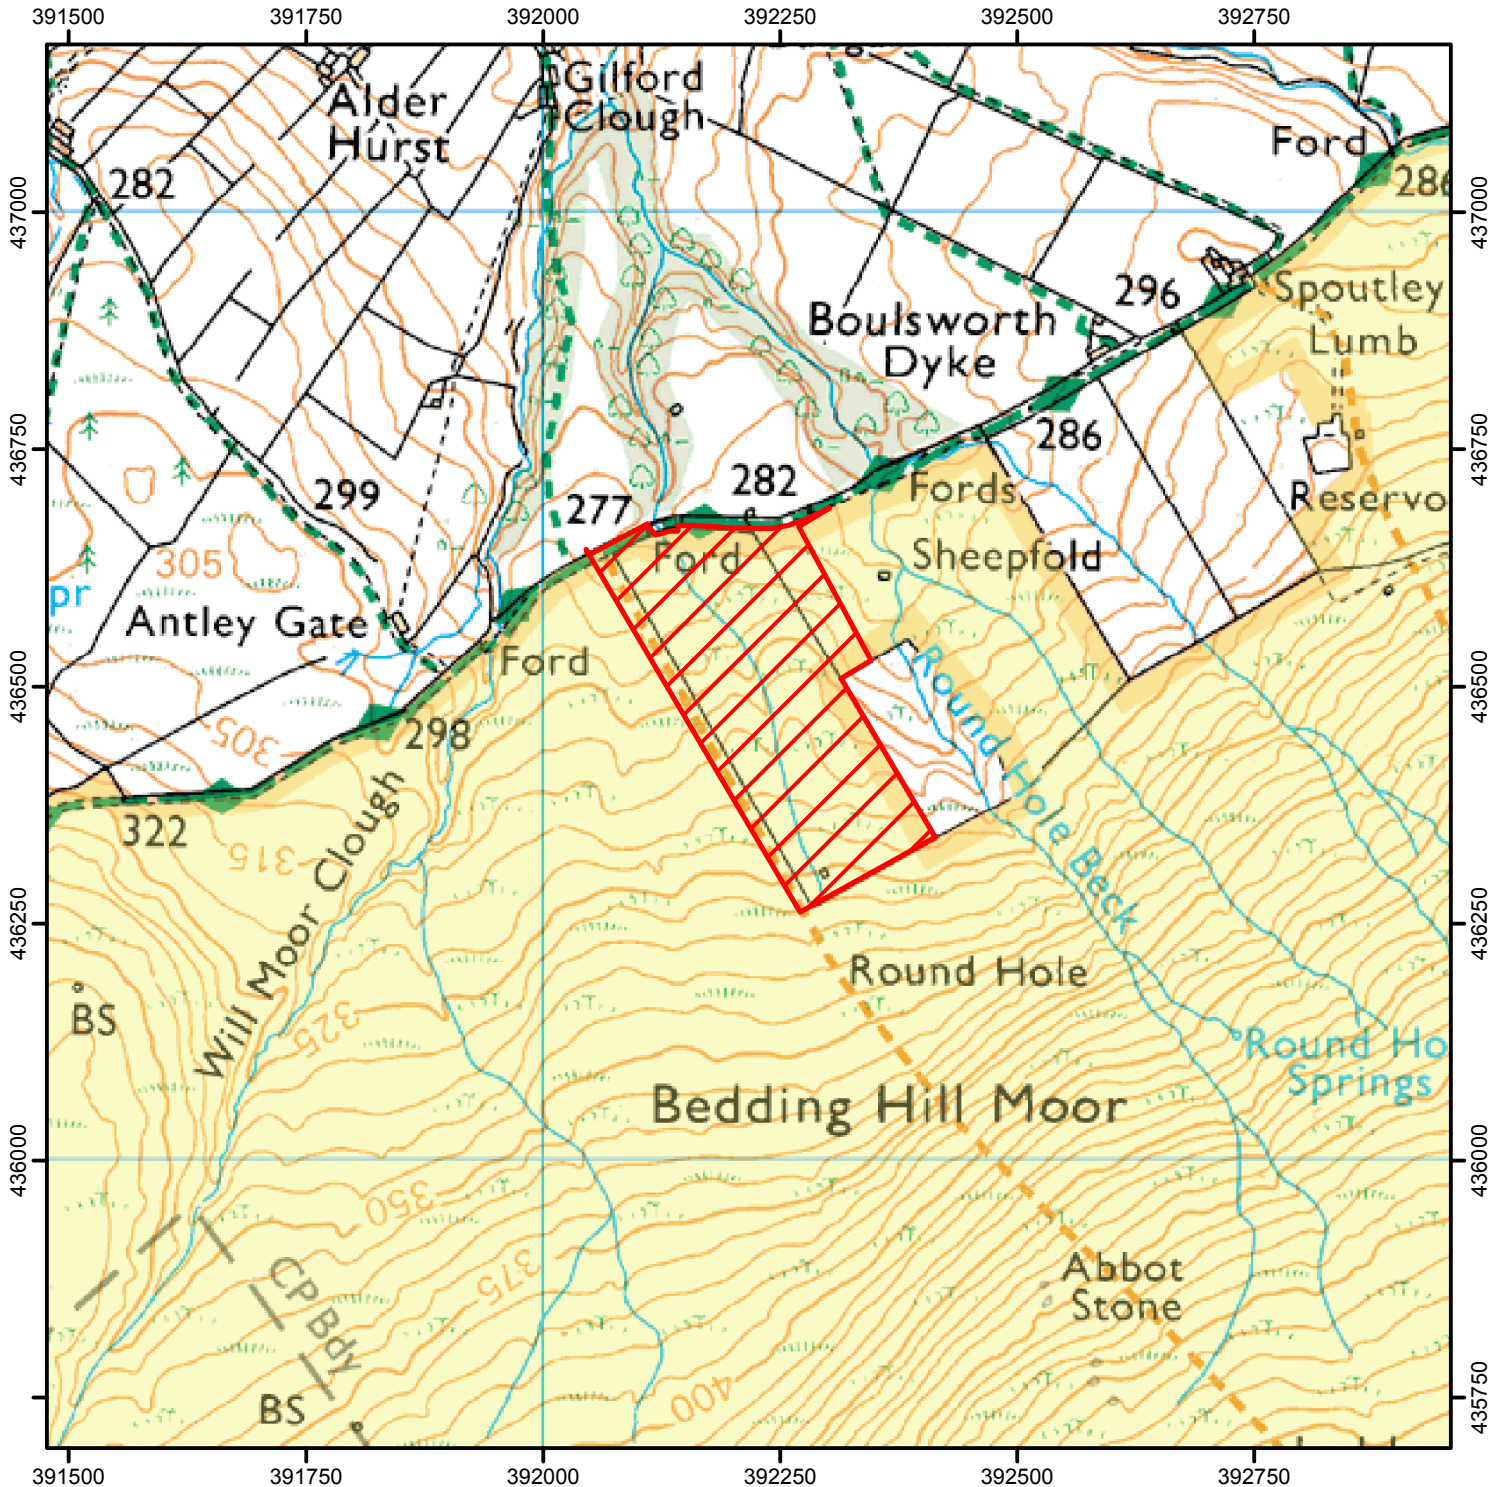 391500 391750 392000 392250 392500 392750
Gilford
Clough
Alder
Hurst
Ford
282
286
437000
437000
296
Spoutley
Lumb
Boulsworth
Dyke
286
436750
436750
299
282
277
Fords
Reservo
305
Ford
Sheepfold
pr
Antley Gate
Ford
436500
436500
305
298
Round Hole Beck
322
315
Will Moor Clough
436250
436250
Round Hole
BS
325
Round Ho
Springs
Bedding Hill Moor
436000
436000
350
375
Abbot
Stone
CP Bdy
400
BS
435750
391500 391750 392000 392250 392500 392750